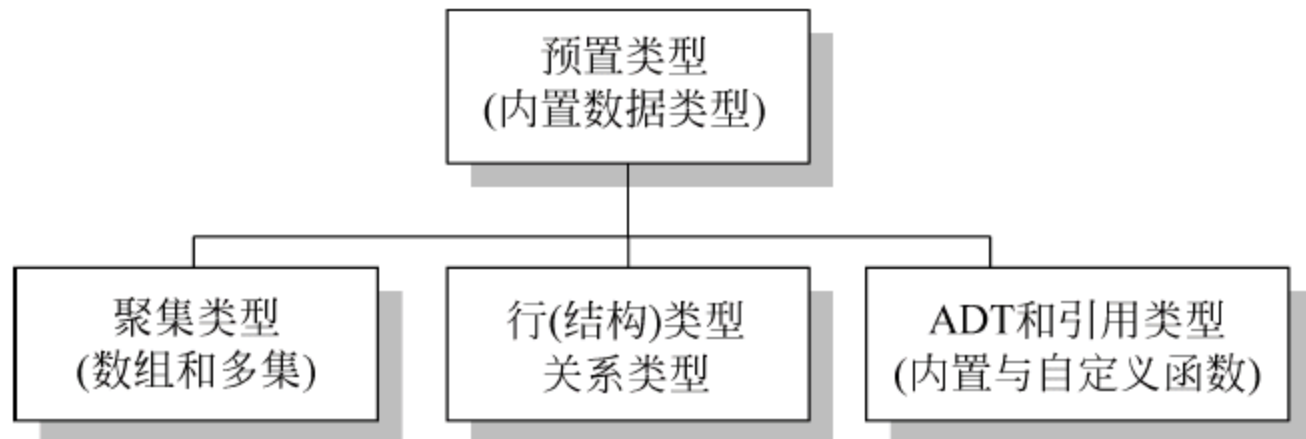 预置类型
(内置数据类型)
聚集类型
(数组和多集)
行(结构)类型
关系类型
ADT和引用类型
(内置与自定义函数)